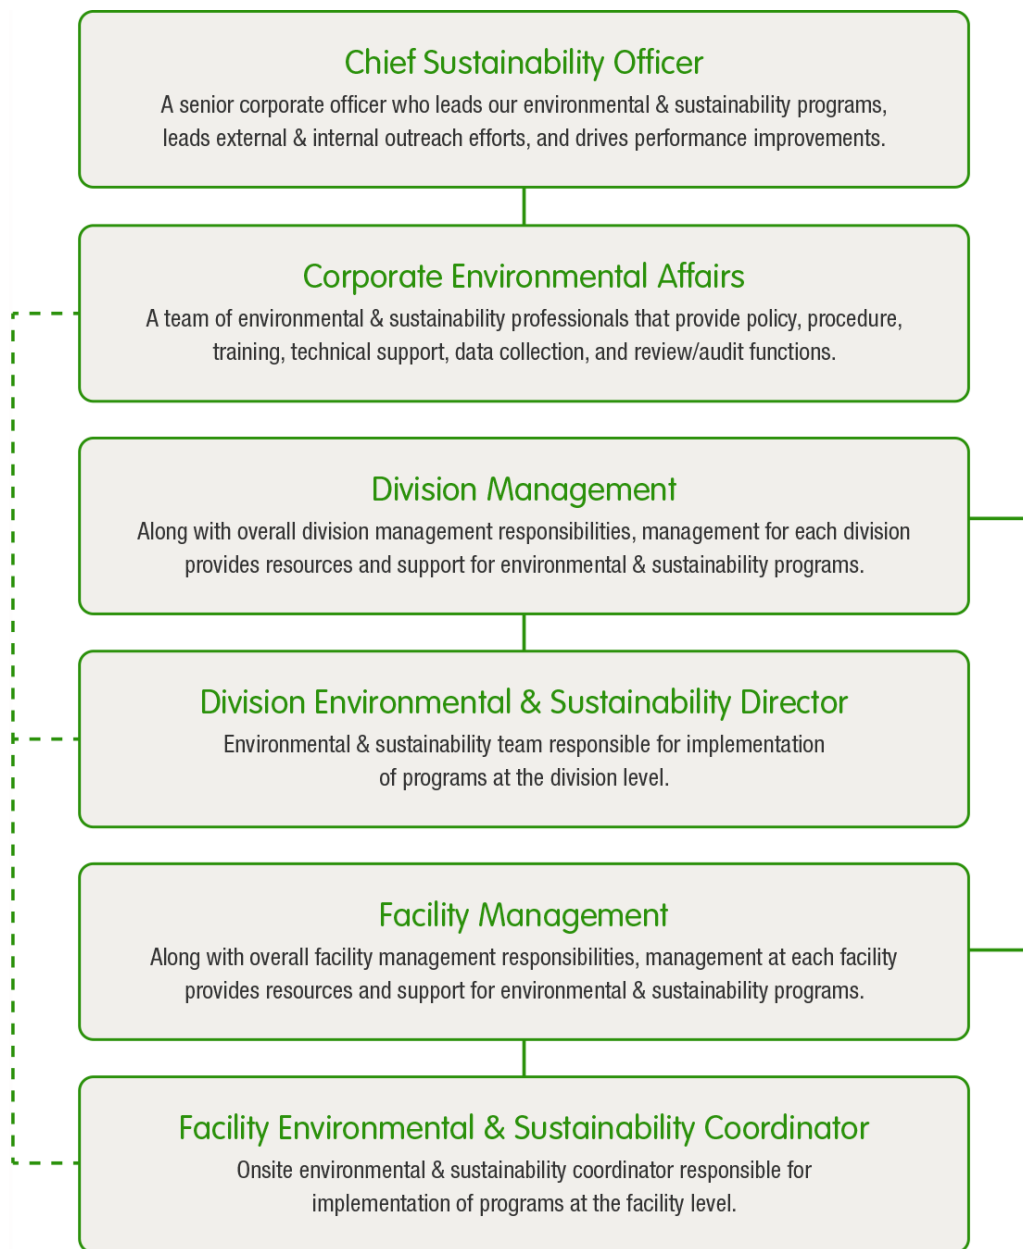 Chief Sustainability Officer
A senior corporate officer who leads our environmental & sustainability programs,
leads external & internal outreach efforts, and drives performance improvements.
Corporate Environmental Affairs
A team of environmental & sustainability professionals that provide policy, procedure,
training, technical support, data collection, and review/audit functions.
Division Management
Along with overall division management responsibilities, management for each division
provides resources and support for environmental & sustainability programs.
Division Environmental & Sustainability Director
Environmental & sustainability team responsible for implementation
of programs at the division level.
Facility Management
Along with overall facility management responsibilities, management at each facility
provides resources and support for environmental & sustainability programs.
Facility Environmental & Sustainability Coordinator
Onsite environmental & sustainability coordinator responsible for
implementation of programs at the facility level.